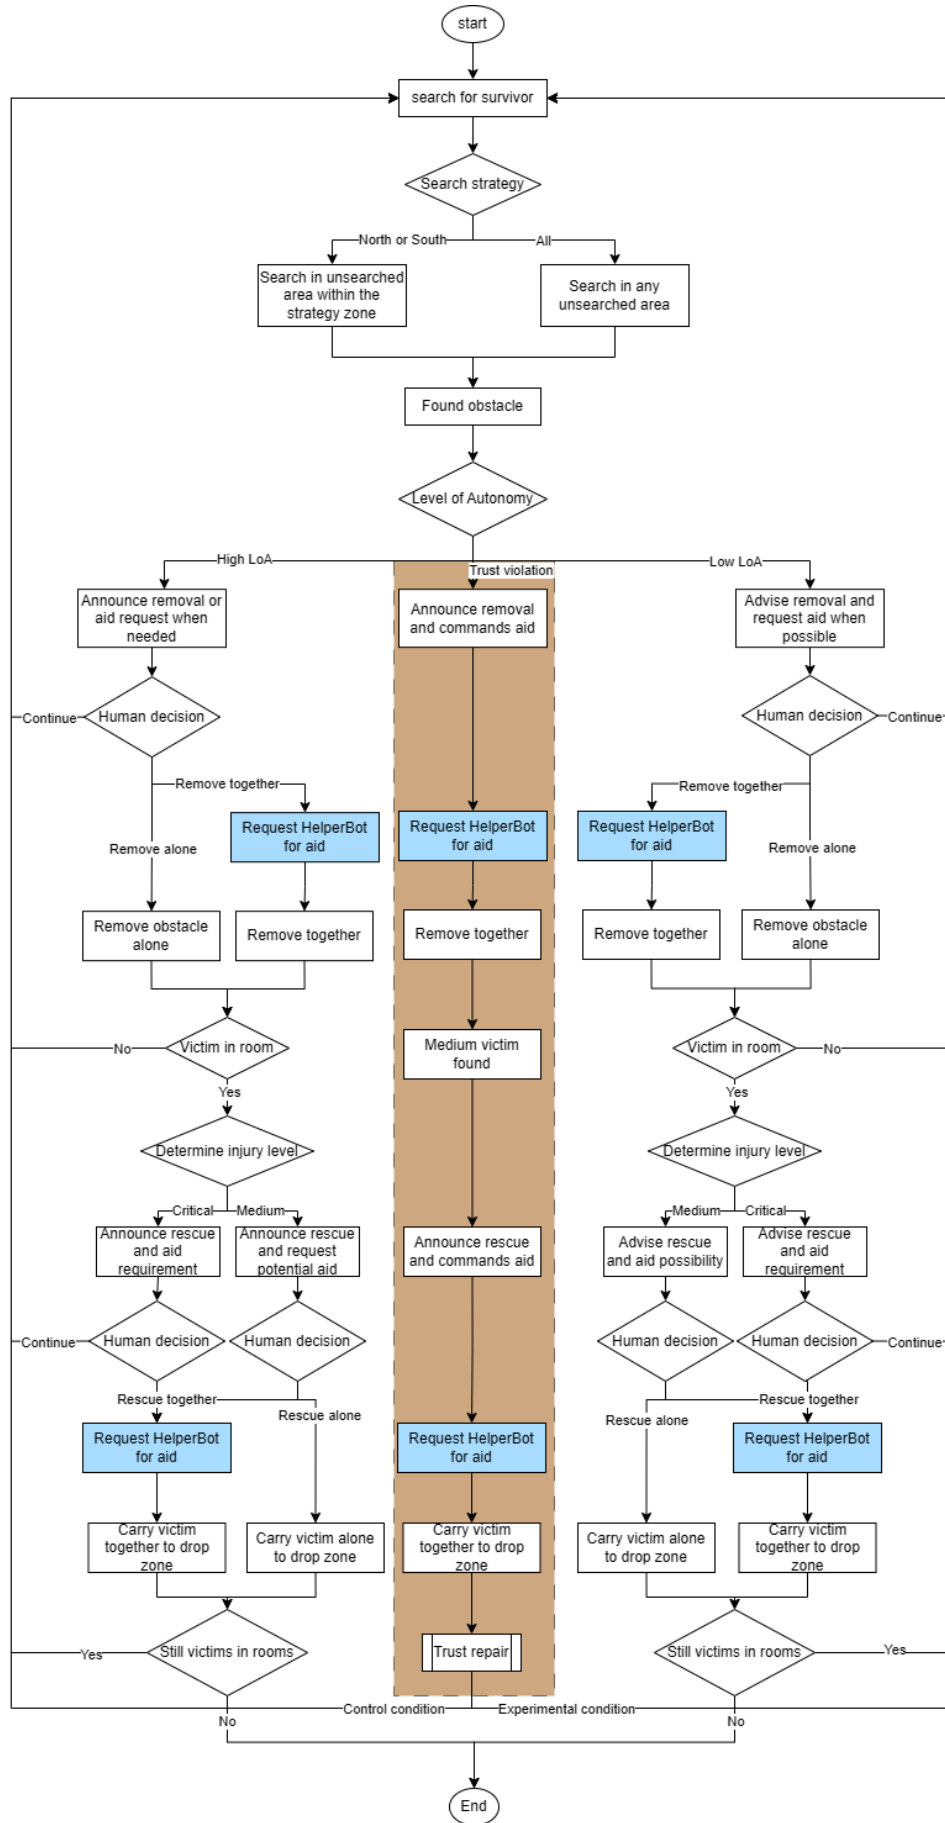 start
search for survivor
Search strategy
North or South
All
Search in unsearched
area within the
strategy zone
Search in any
unsearched area
Found obstacle
Level of Autonomy
High LoA
Trust violation
Low LoA
Announce removal or
aid request when
needed
Announce removal
and commands aid
Advise removal and
request aid when
possible
Continue
Human decision
Human decision
Continue
Remove together
Remove together
Request HelperBot
for aid
Request HelperBot
for aid
Request HelperBot
for aid
Remove alone
Remove alone
Remove obstacle
alone
Remove together
Remove together
Remove together
Remove obstacle
alone
No
Victim in room
Medium victim
found
Victim in room
No
Yes
Yes
Determine injury level
Determine injury level
Critical
Medium
Medium
Critical
Announce rescue
and aid
requirement
Announce rescue
and request
potential aid
Announce rescue
and commands aid
Advise rescue
and aid possibility
Advise rescue
and aid
requirement
Continue
Human decision
Human decision
Human decision
Human decision
Continue
Rescue together
Rescue alone
Rescue alone
Rescue together
Request HelperBot
for aid
Request HelperBot
for aid
Request HelperBot
for aid
Carry victim
together to drop
zone
Carry victim alone
to drop zone
Carry victim
together to drop
zone
Carry victim alone
to drop zone
Carry victim
together to drop
zone
Yes
Still victims in rooms
Trust repair
Still victims in rooms
Yes
Control condition
Experimental condition
No
No
End